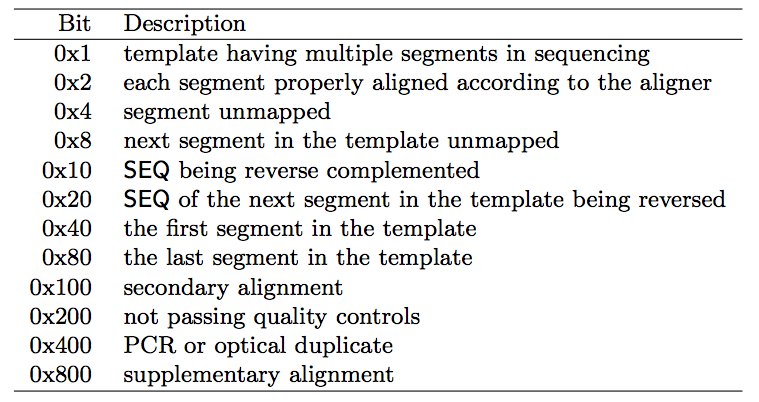 Bit Description
0x1 template having multiple segments in sequencing
0x2 each segment properly aligned according to the aligner
0x4 segment unmapped
0x8 next segment in the template unmapped
0x10 SEQ being reverse complemented
0x20 SEQ of the next segment in the template being reversed
0x40 the first segment in the template
0x80 the last segment in the template
0x100 secondary alignment
0x200 not passing quality controls
0x400 PCR or optical duplicate
0x800 supplementary alignment